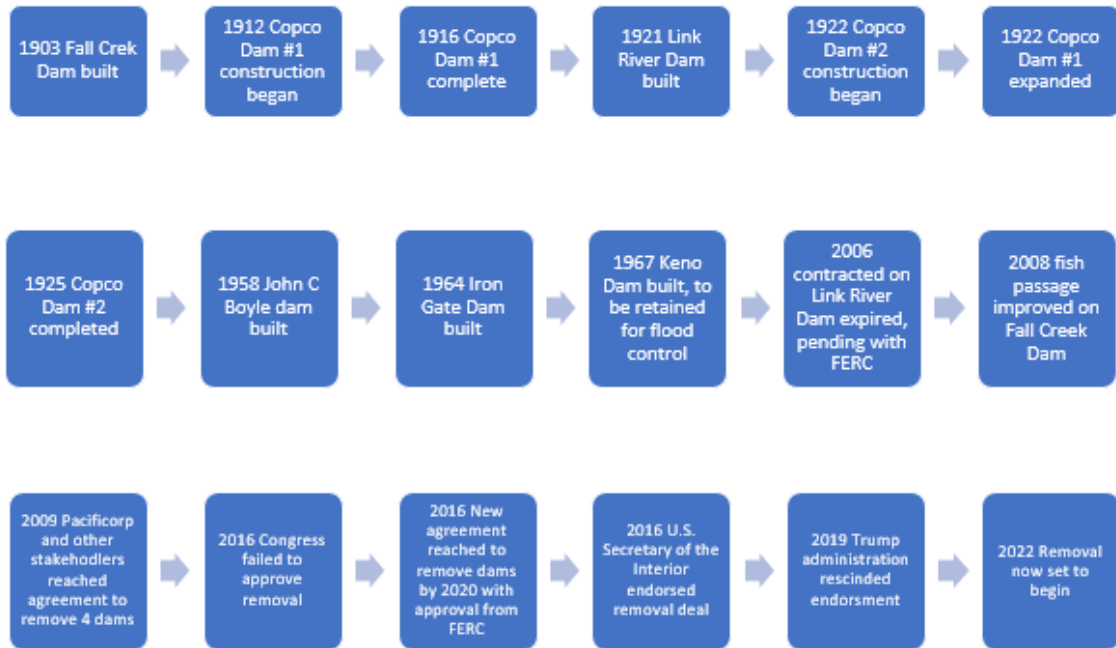 1903 Fall Crek
Dam built
1912 Copco
Dam #1
construction
began
1916 Copco
Dam #1
complete
1921 Link
River Dam
built
1922 Copco
Dam #2
construction
began
1922 Copco
Dam #1
expanded
1925 Copco
Dam #2
completed
1958 John C
Boyle dam
built
1964 Iron
Gate Dam
built
1967 Keno
Dam built, to
be retained
for flood
control
2006
contracted on
Link River
Dam expired,
pending with
FERC
2008 fish
passage
improved on
Fall Creek
Dam
2009 Pacificorp
and other
stakehodlers
reached
agreement to
remove 4 dams
2016 Congress
failed to
approve
removal
2016 New
agreement
reached to
remove dams
by 2020 with
approval from
FERC
2016 U.S.
Secretary of the
Interior
endorsed
removal deal
2019 Trump
administration
rescinded
endorsment
2022 Removal
now set to
begin